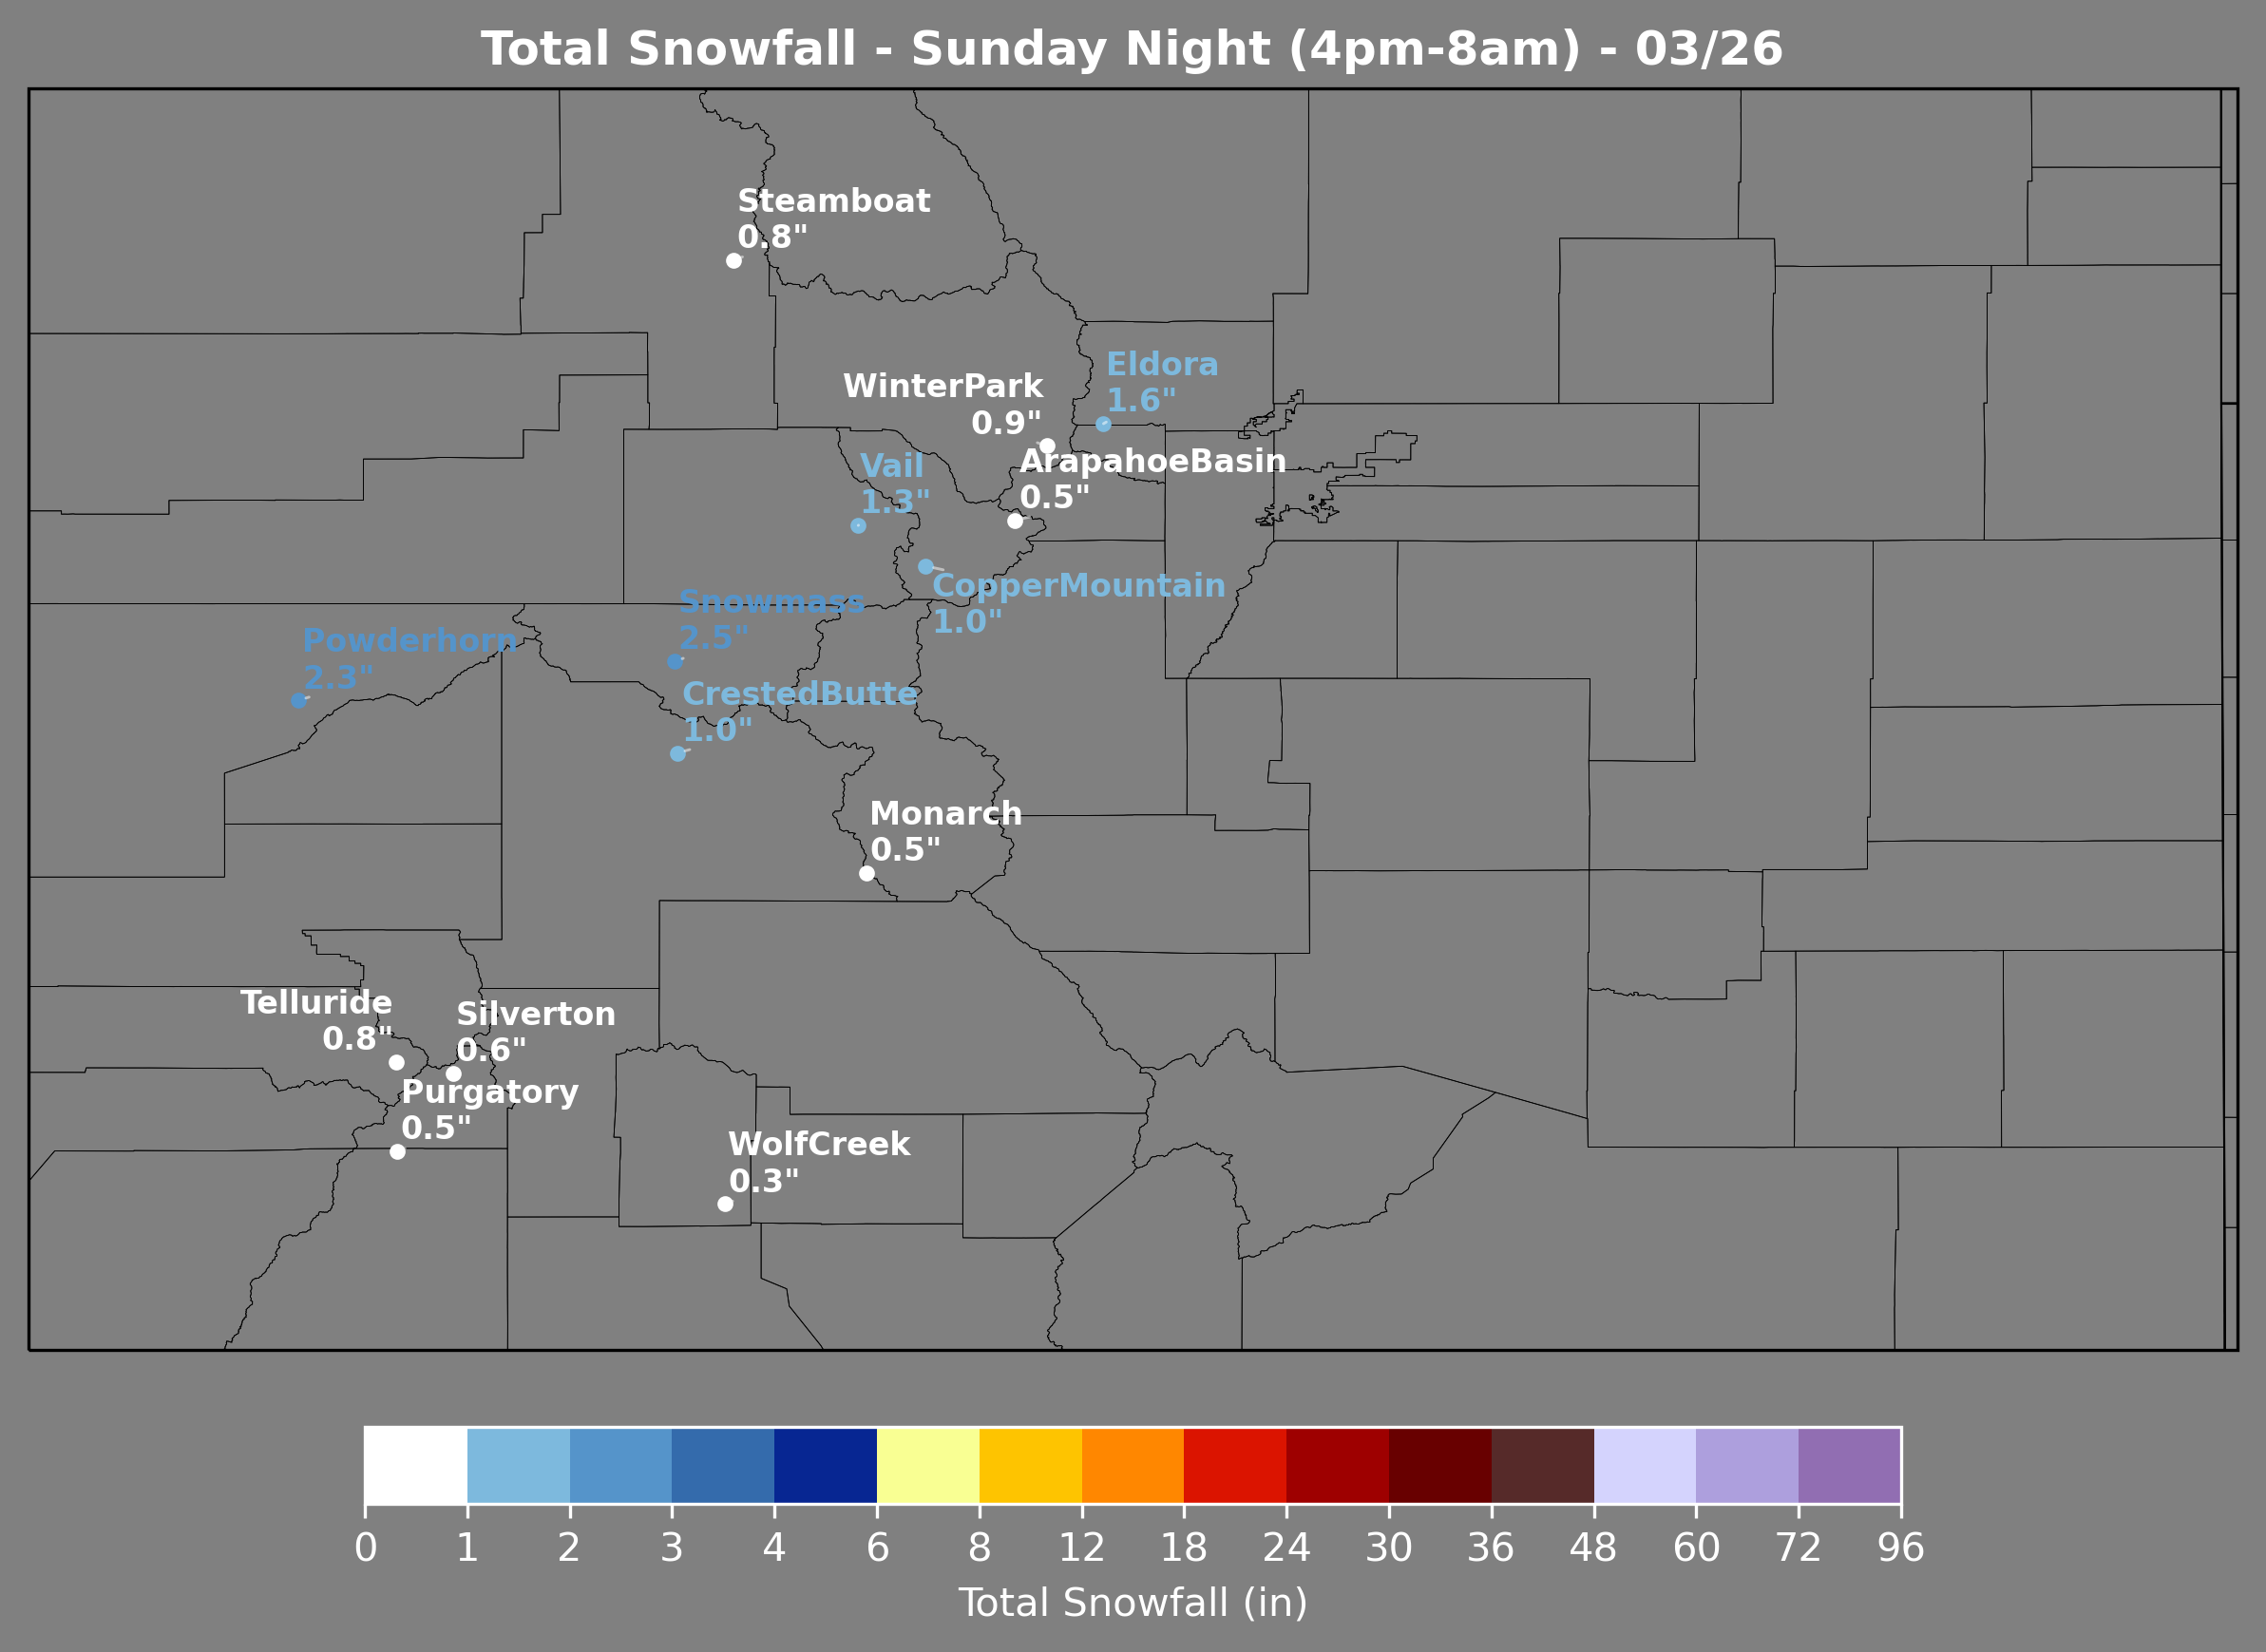 Total Snowfall - Sunday Night (4pm-8am) - 03/26
Steamboat
0.8"
Eldora
1.6"
WinterPark
0.9"
ArapahoeBasin
0.5"
Vail
1.3"
CopperMountain
1.0"
Snowmass
2.5"
Powderhorn
2.3"
CrestedButte
1.0"
Monarch
0.5"
Telluride
0.8"
Silverton
0.6"
Purgatory
0.5"
WolfCreek
0.3"
0 1 2 3 4 6 8 12 18 24 30 36 48 60 72 96
Total Snowfall (in)